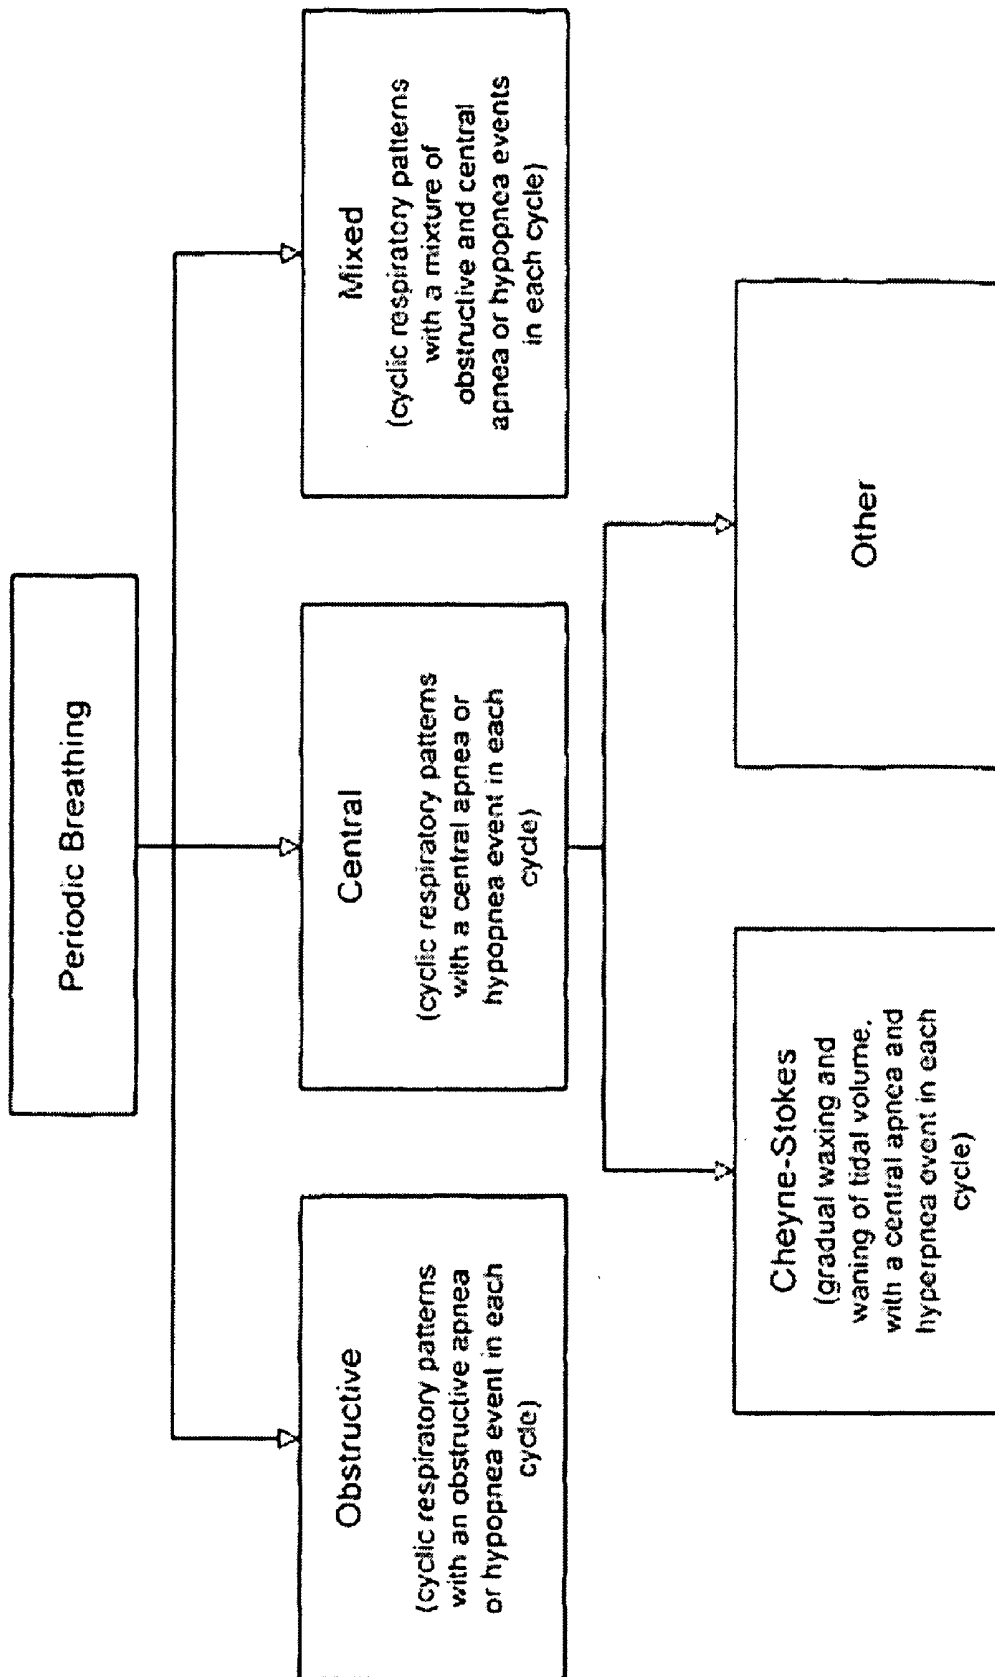 Periodic Breathing
Obstructive
(cyclic respiratory patterns
with an obstructive apnea
or hypopnea event in each
cycle)
Central
(cyclic respiratory patterns
with a central apnea or
hypopnea event in each
cycle)
Mixed
(cyclic respiratory patterns
with a mixture of
obstructive and central
apnea or hypopnea events
in each cycle)
Cheyne-Stokes
(gradual waxing and
waning of tidal volume,
with a central apnea and
hyperpnea event in each
cycle)
Other